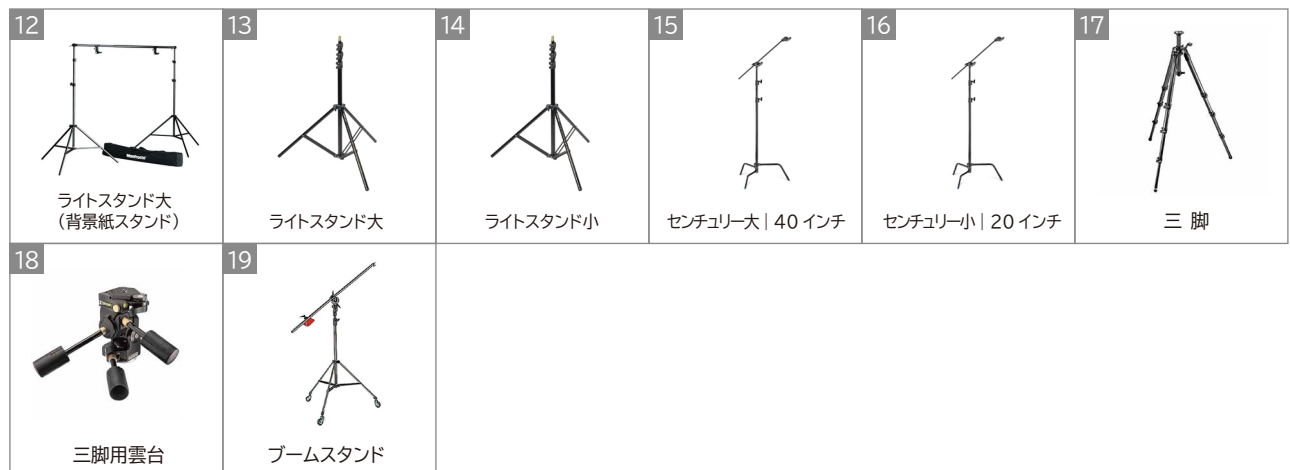 12
ライトスタンド大
（背景紙スタンド）
13
ライトスタンド大
14
ライトスタンド小
15
センチュリー大｜40 インチ
16
センチュリー小｜20 インチ
17
三 脚
18
三脚用雲台
19
ブームスタンド